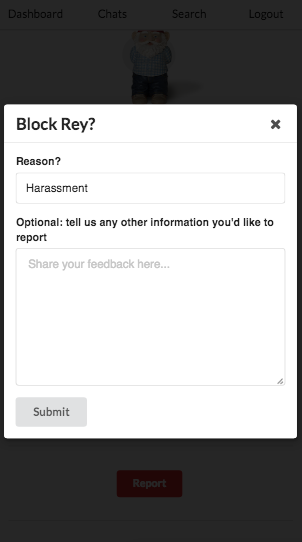 Dashboard Chats Search Logout
Block Rey? ✖
Reason?
Harassment
Optional: tell us any other information you'd like to
report
Share your feedback here...
Submit
Report